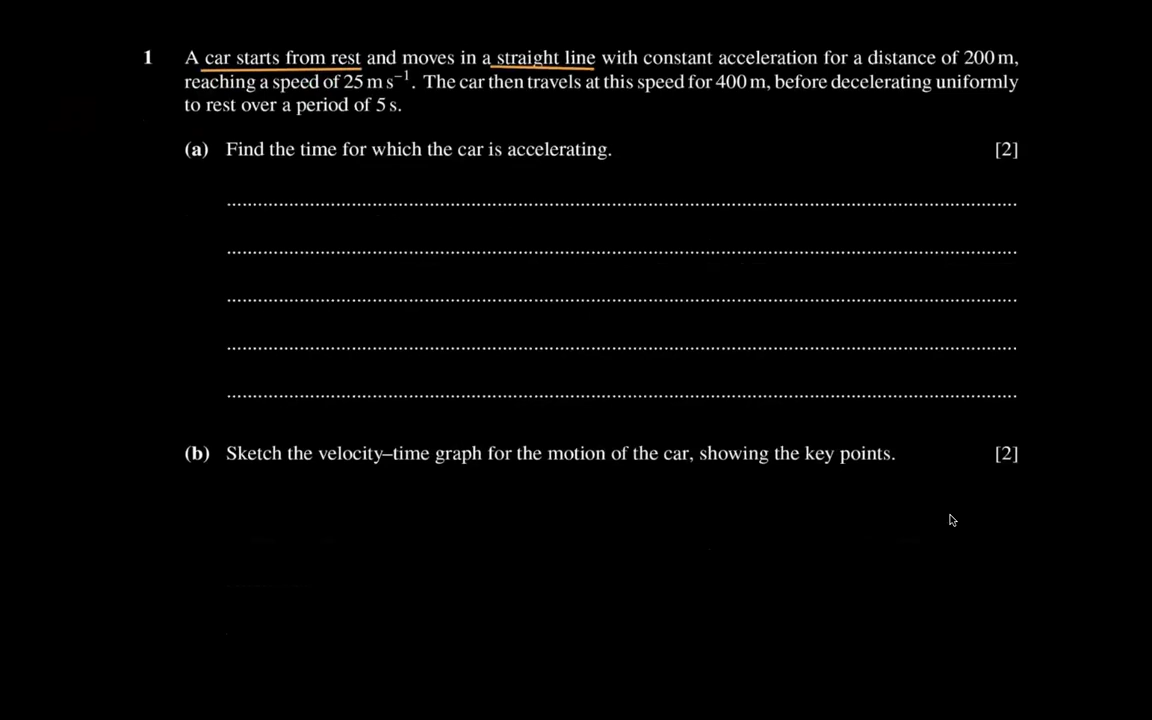 1 A car starts from rest and moves in a straight line with constant acceleration for a distance of 200 m,
reaching a speed of 25 m s⁻¹. The car then travels at this speed for 400 m, before decelerating uniformly
to rest over a period of 5 s.
(a) Find the time for which the car is accelerating. [2]
(b) Sketch the velocity–time graph for the motion of the car, showing the key points. [2]